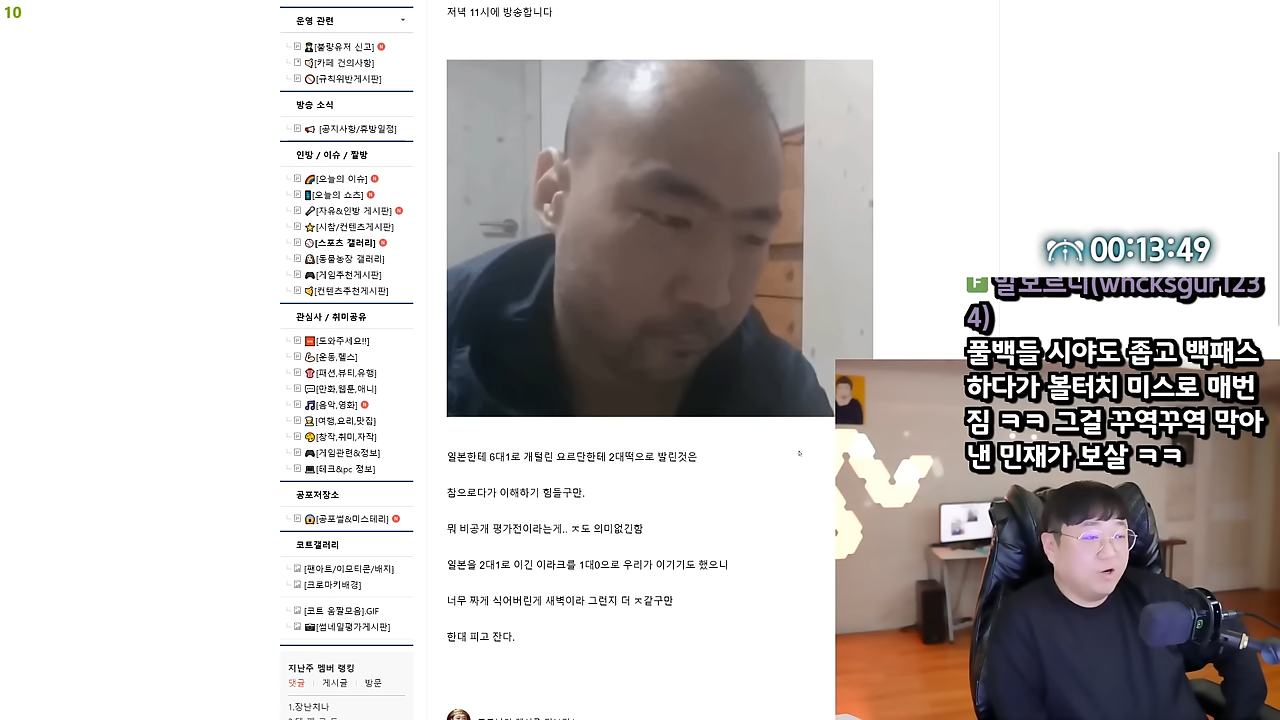 10
운영 관련
[불량유저 신고]
[카페 건의사항]
[규칙위반게시판]
방송 소식
[공지사항/휴방일정]
인방 / 이슈 / 짤방
[오늘의 이슈]
[오늘의 쇼츠]
[자유&인방 게시판]
[시참/컨텐츠게시판]
[스포츠 갤러리]
[동물농장 갤러리]
[게임추천게시판]
[컨텐츠추천게시판]
관심사 / 취미공유
[도와주세요!!]
[운동,헬스]
[패션,뷰티,유행]
[만화,웹툰,애니]
[음악,영화]
[여행,요리,맛집]
[창작,취미,자작]
[게임관련&정보]
[테크&pc 정보]
공포저장소
[공포썰&미스테리]
코트갤러리
[팬아트/이모티콘/배지]
[크로마키배경]
[코트 움짤모음].GIF
[썸네일평가게시판]
지난주 멤버 랭킹
댓글
게시글
방문
1.장난치나
저녁 11시에 방송합니다
일본한테 6대1로 개털린 요르단한테 2대떡으로 발린것은
참으로다가 이해하기 힘들구만.
뭐 비공개 평가전이라는게.. ㅈ도 의미없긴함
일본을 2대1로 이긴 이라크를 1대0으로 우리가 이기기도 했으니
너무 짜게 식어버린게 새벽이라 그런지 더 ㅈ같구만
한대 피고 잔다.
00:13:49
(whcksgur123
4)
풀백들 시야도 좁고 백패스
하다가 볼터치 미스로 매번
짐 ㅋㅋ 그걸 꾸역꾸역 막아
낸 민재가 보살 ㅋㅋ